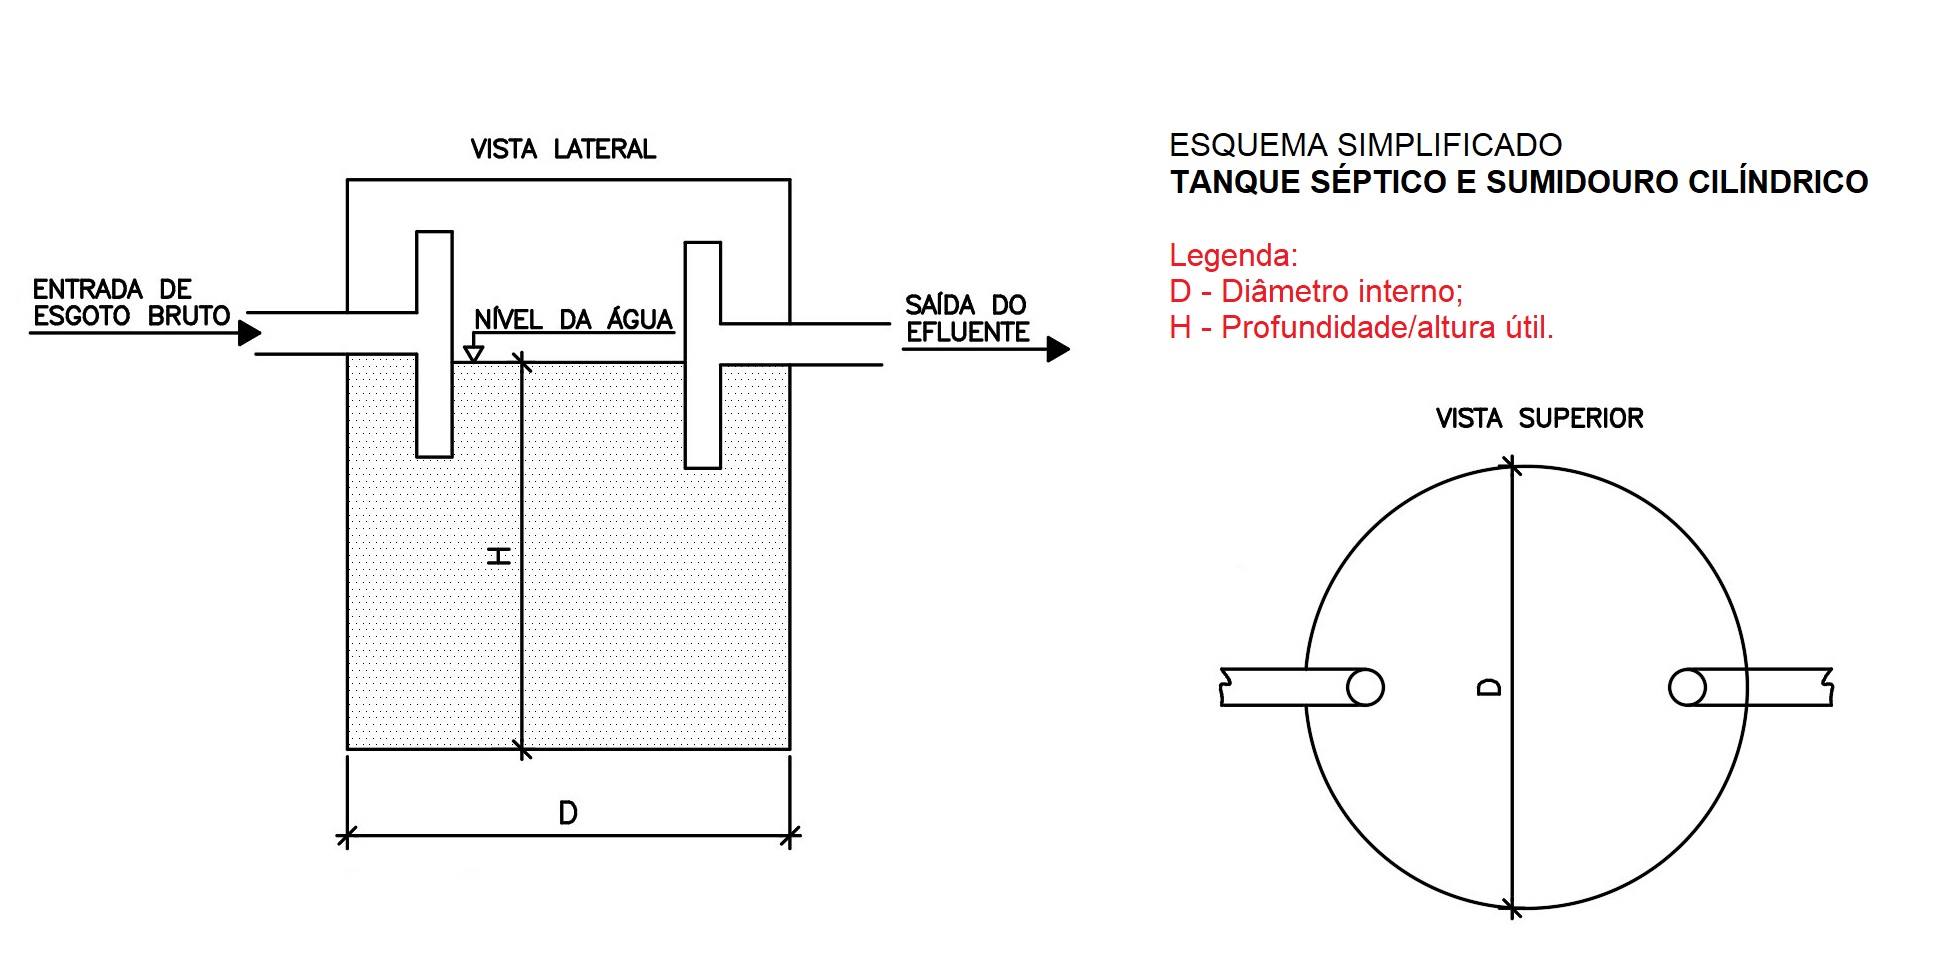 VISTA LATERAL
ENTRADA DE
ESGOTO BRUTO
NÍVEL DA ÁGUA
SAÍDA DO
EFLUENTE
H
D
ESQUEMA SIMPLIFICADO
TANQUE SÉPTICO E SUMIDOURO CILÍNDRICO
Legenda:
D - Diâmetro interno;
H - Profundidade/altura útil.
VISTA SUPERIOR
D